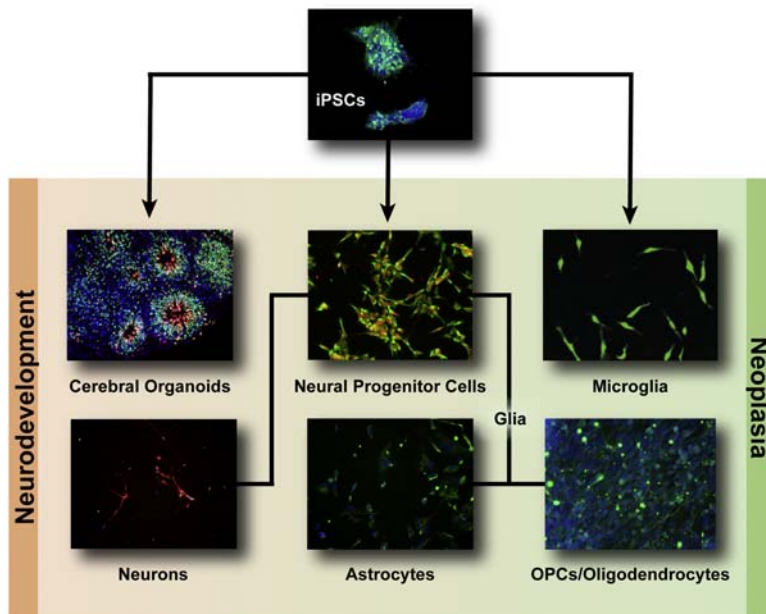 iPSCs
Neurodevelopment
Cerebral Organoids
Neural Progenitor Cells
Microglia
Glia
Neurons
Astrocytes
OPCs/Oligodendrocytes
Neoplasia